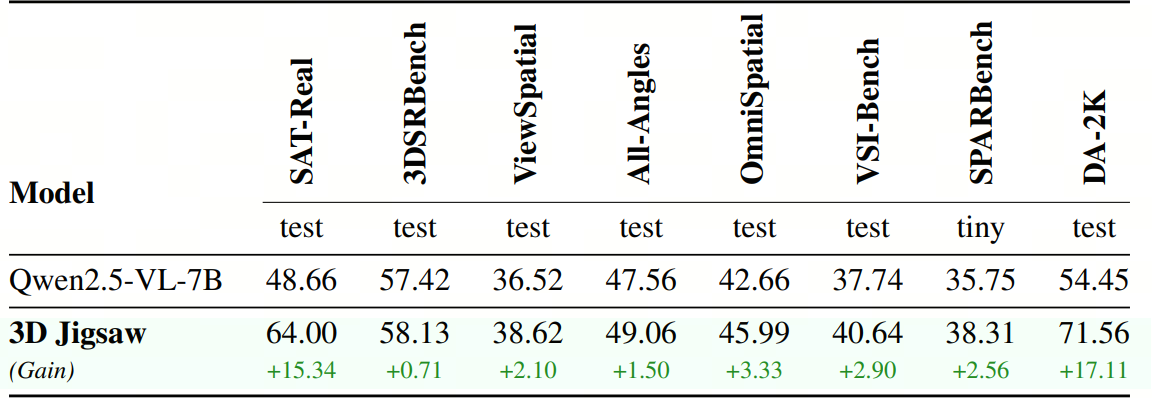 Model SAT-Real 3DSRBench ViewSpatial All-Angles OmniSpatial VSI-Bench SPARBench DA-2K
test test test test test test tiny test
Qwen2.5-VL-7B 48.66 57.42 36.52 47.56 42.66 37.74 35.75 54.45
3D Jigsaw 64.00 58.13 38.62 49.06 45.99 40.64 38.31 71.56
(Gain) +15.34 +0.71 +2.10 +1.50 +3.33 +2.90 +2.56 +17.11